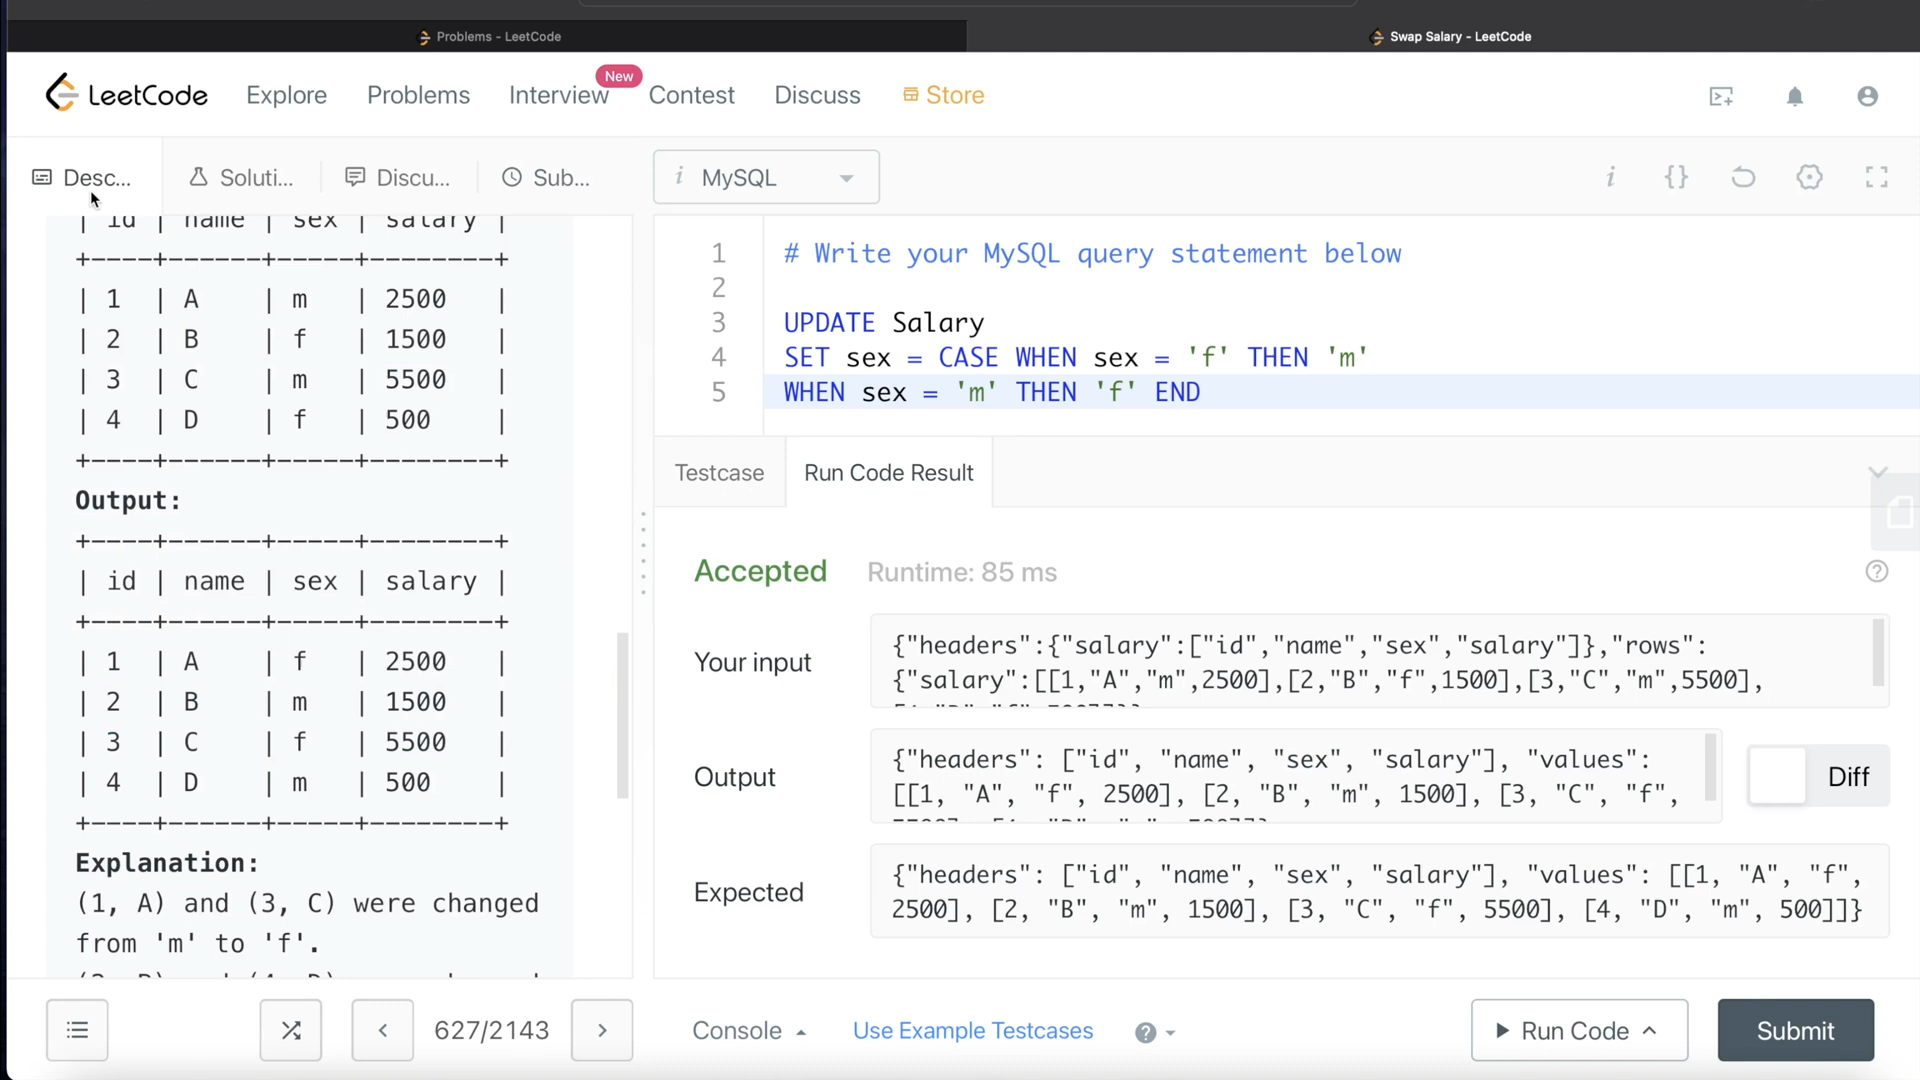 Problems - LeetCode
Swap Salary - LeetCode
LeetCode
Explore
Problems
Interview
New
Contest
Discuss
Store
Desc...
Soluti...
Discu...
Sub...
i MySQL
i {}
| id | name | sex | salary |
+----+------+-----+--------+
| 1 | A | m | 2500 |
| 2 | B | f | 1500 |
| 3 | C | m | 5500 |
| 4 | D | f | 500 |
+----+------+-----+--------+
Output:
+----+------+-----+--------+
| id | name | sex | salary |
+----+------+-----+--------+
| 1 | A | f | 2500 |
| 2 | B | m | 1500 |
| 3 | C | f | 5500 |
| 4 | D | m | 500 |
+----+------+-----+--------+
Explanation:
(1, A) and (3, C) were changed
from 'm' to 'f'.
1 # Write your MySQL query statement below
2
3 UPDATE Salary
4 SET sex = CASE WHEN sex = 'f' THEN 'm'
5 WHEN sex = 'm' THEN 'f' END
Testcase
Run Code Result
Accepted
Runtime: 85 ms
?
Your input
{"headers":{"salary":["id","name","sex","salary"]},"rows":
{"salary":[[1,"A","m",2500],[2,"B","f",1500],[3,"C","m",5500],
Output
{"headers": ["id", "name", "sex", "salary"], "values":
[[1, "A", "f", 2500], [2, "B", "m", 1500], [3, "C", "f",
Diff
Expected
{"headers": ["id", "name", "sex", "salary"], "values": [[1, "A", "f",
2500], [2, "B", "m", 1500], [3, "C", "f", 5500], [4, "D", "m", 500]]}
627/2143
Console
Use Example Testcases
?
Run Code
Submit